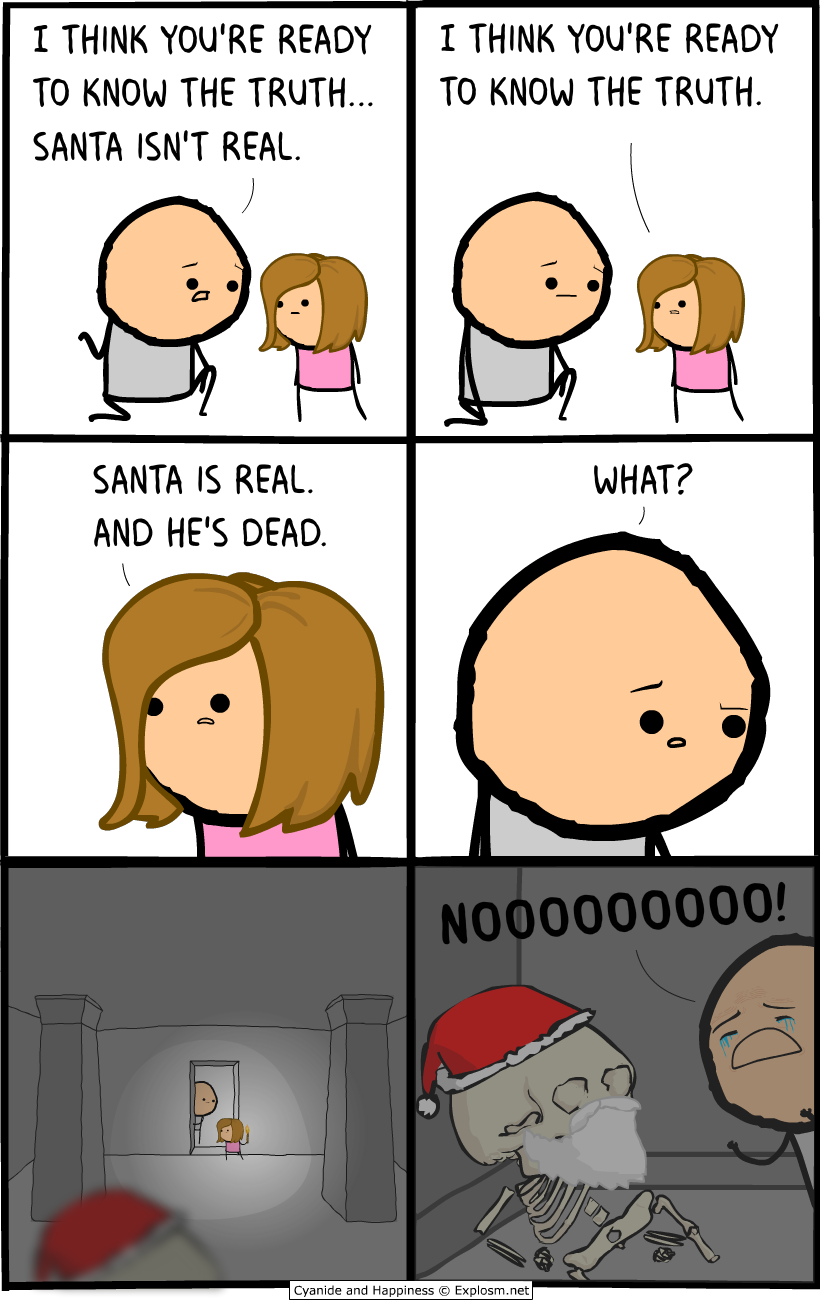 I THINK YOU'RE READY
TO KNOW THE TRUTH...
SANTA ISN'T REAL.
I THINK YOU'RE READY
TO KNOW THE TRUTH.
SANTA IS REAL.
AND HE'S DEAD.
WHAT?
NOOOOOOOOOO!
Cyanide and Happiness © Explosm.net